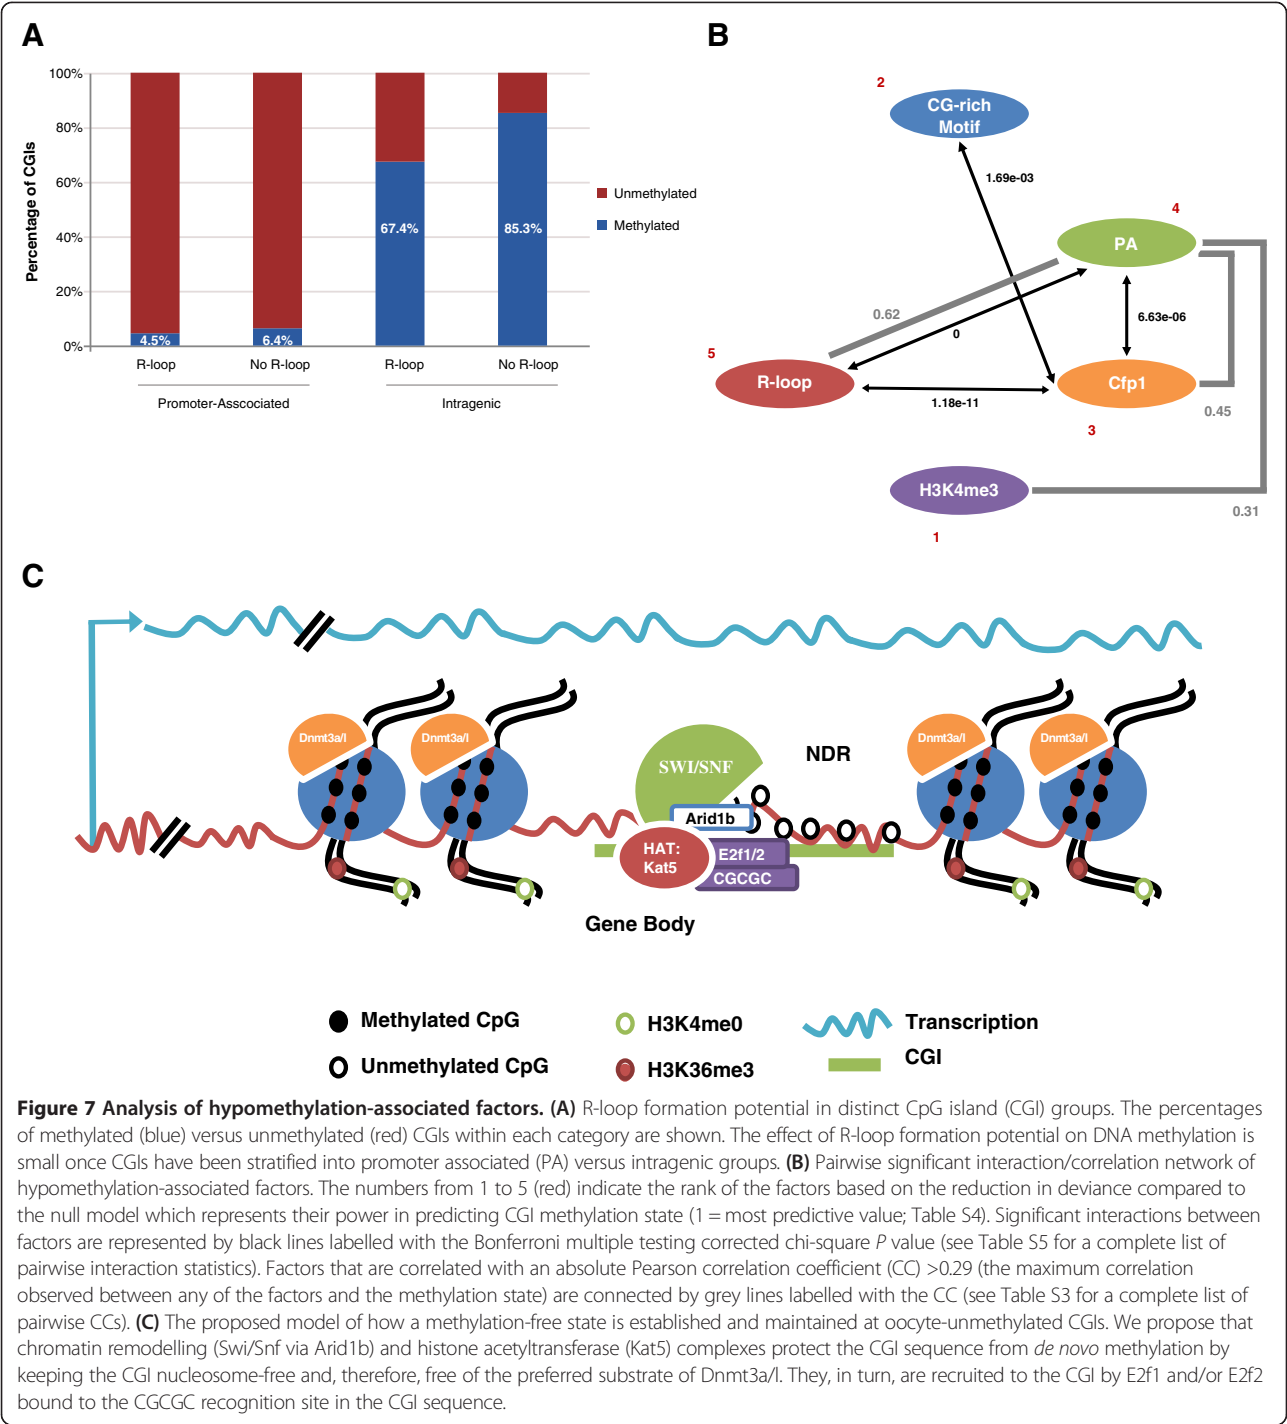 A
100%
80%
60%
40%
20%
0%
Percentage of CGIs
4.5%
6.4%
67.4%
85.3%
R-loop
No R-loop
R-loop
No R-loop
Promoter-Asscociated
Intragenic
Unmethylated
Methylated
B
2
CG-rich
Motif
1.69e-03
4
PA
0.62
0
6.63e-06
5
R-loop
Cfp1
1.18e-11
0.45
3
H3K4me3
0.31
1
C
Dnmt3a/l
Dnmt3a/l
SWI/SNF
NDR
Dnmt3a/l
Dnmt3a/l
Arid1b
HAT:
Kat5
E2f1/2
CGCGC
Gene Body
Methylated CpG
H3K4me0
Transcription
Unmethylated CpG
H3K36me3
CGI
Figure 7 Analysis of hypomethylation-associated factors. (A) R-loop formation potential in distinct CpG island (CGI) groups. The percentages
of methylated (blue) versus unmethylated (red) CGIs within each category are shown. The effect of R-loop formation potential on DNA methylation is
small once CGIs have been stratified into promoter associated (PA) versus intragenic groups. (B) Pairwise significant interaction/correlation network of
hypomethylation-associated factors. The numbers from 1 to 5 (red) indicate the rank of the factors based on the reduction in deviance compared to
the null model which represents their power in predicting CGI methylation state (1 = most predictive value; Table S4). Significant interactions between
factors are represented by black lines labelled with the Bonferroni multiple testing corrected chi-square P value (see Table S5 for a complete list of
pairwise interaction statistics). Factors that are correlated with an absolute Pearson correlation coefficient (CC) >0.29 (the maximum correlation
observed between any of the factors and the methylation state) are connected by grey lines labelled with the CC (see Table S3 for a complete list of
pairwise CCs). (C) The proposed model of how a methylation-free state is established and maintained at oocyte-unmethylated CGIs. We propose that
chromatin remodelling (Swi/Snf via Arid1b) and histone acetyltransferase (Kat5) complexes protect the CGI sequence from de novo methylation by
keeping the CGI nucleosome-free and, therefore, free of the preferred substrate of Dnmt3a/l. They, in turn, are recruited to the CGI by E2f1 and/or E2f2
bound to the CGCGC recognition site in the CGI sequence.